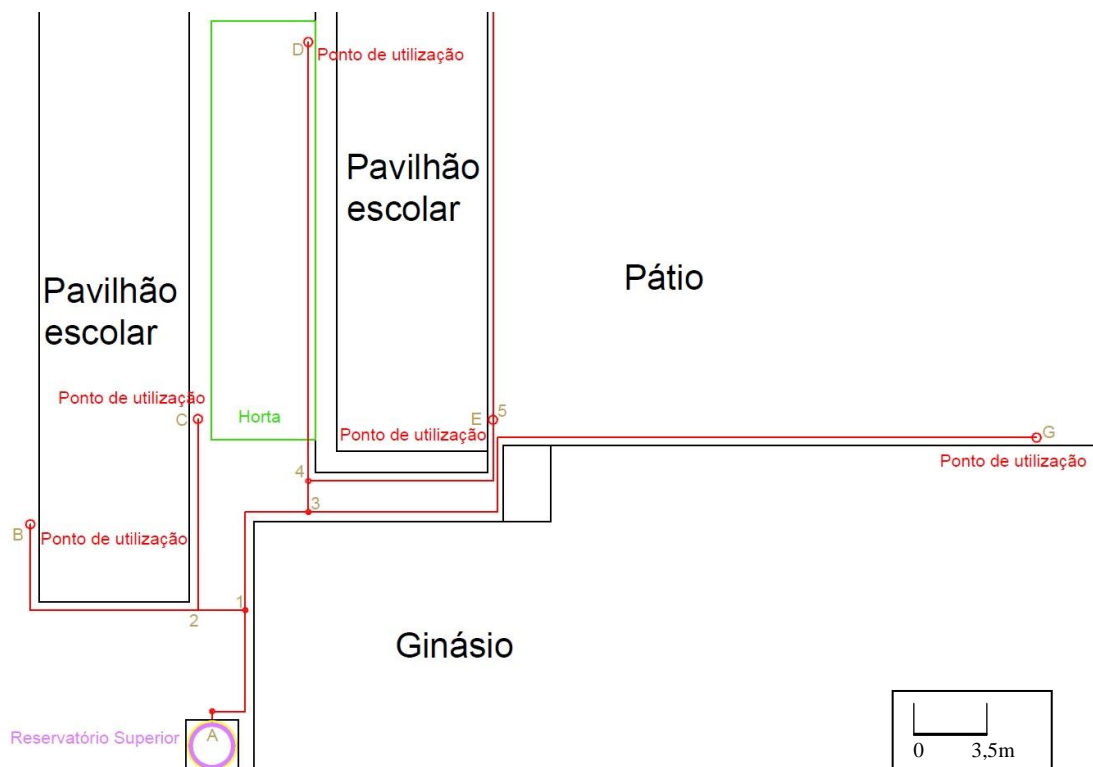 D
Ponto de utilização
Pavilhão
escolar
Pavilhão
escolar
Pátio
Ponto de utilização
C
Horta
E
5
Ponto de utilização
G
Ponto de utilização
4
3
B
Ponto de utilização
1
2
Ginásio
Reservatório Superior
A
0 3,5m